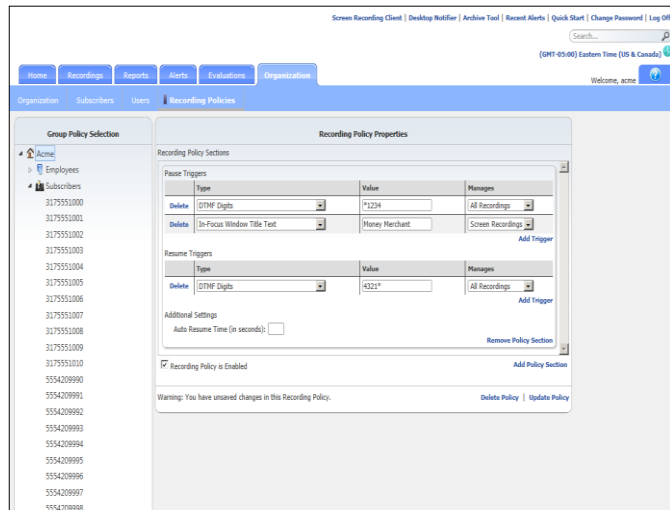 Screen Recording Client | Desktop Notifier | Archive Tool | Recent Alerts | Quick Start | Change Password | Log Off
Search...
(GMT-05:00) Eastern Time (US & Canada)
Home Recordings Reports Alerts Evaluations Organization
Welcome, acme
Organization Subscribers Users Recording Policies
Group Policy Selection
Acme
Employees
Subscribers
3175551000
3175551001
3175551002
3175551003
3175551004
3175551005
3175551006
3175551007
3175551008
3175551009
3175551010
5554209990
5554209991
5554209992
5554209993
5554209994
5554209995
5554209996
5554209997
5554209998
Recording Policy Properties
Recording Policy Sections
Pause Triggers
Type Value Manages
Delete DTMF Digits *1234 All Recordings
Delete In-Focus Window Title Text Money Merchant Screen Recordings
Add Trigger
Resume Triggers
Type Value Manages
Delete DTMF Digits 4321* All Recordings
Add Trigger
Additional Settings
Auto Resume Time (in seconds):
Remove Policy Section
Recording Policy is Enabled
Add Policy Section
Warning: You have unsaved changes in this Recording Policy.
Delete Policy | Update Policy